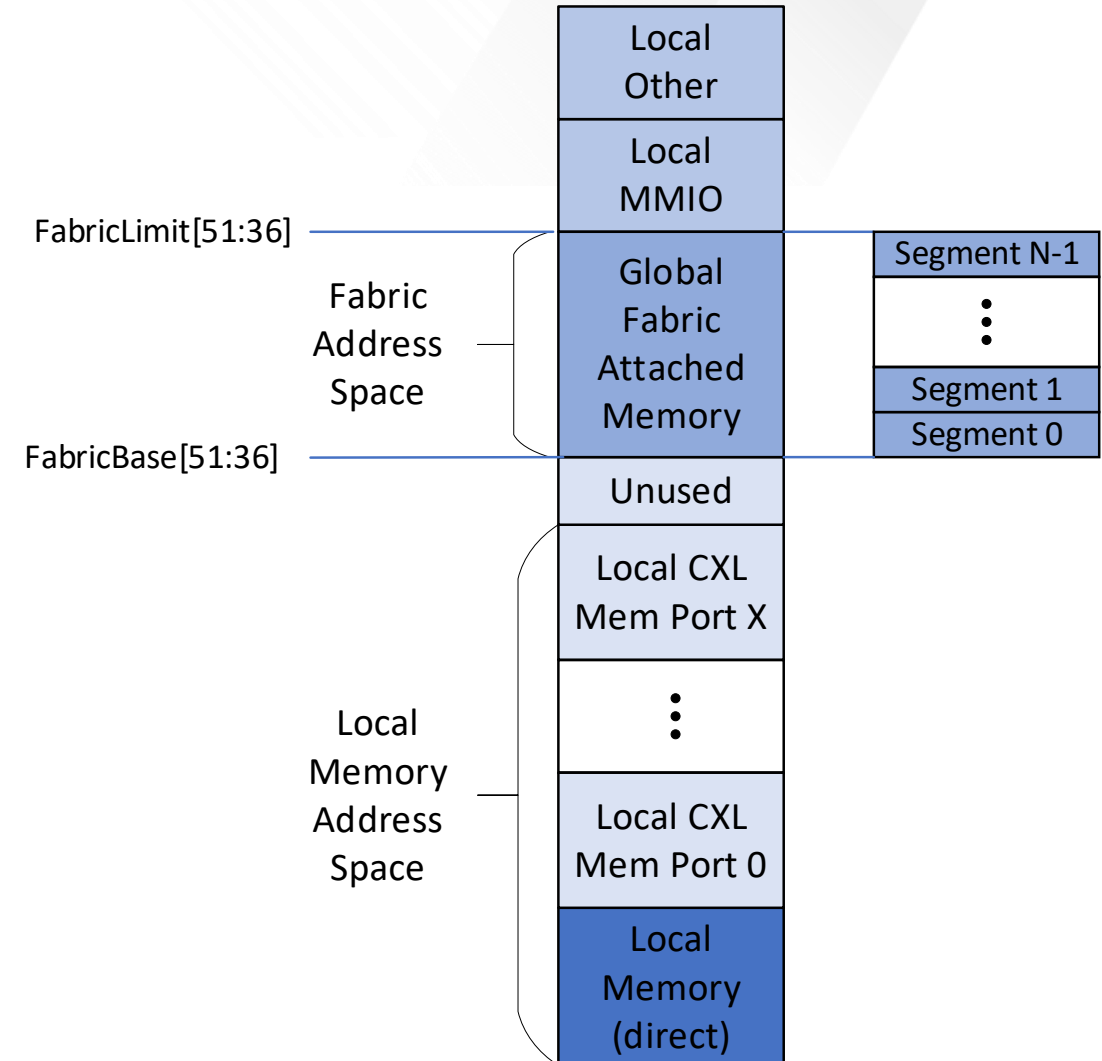 Local
Other
Local
MMIO
FabricLimit[51:36]
Fabric
Address
Space
Global
Fabric
Attached
Memory
Segment N-1
Segment 1
Segment 0
FabricBase[51:36]
Unused
Local CXL
Mem Port X
Local
Memory
Address
Space
Local CXL
Mem Port 0
Local
Memory
(direct)